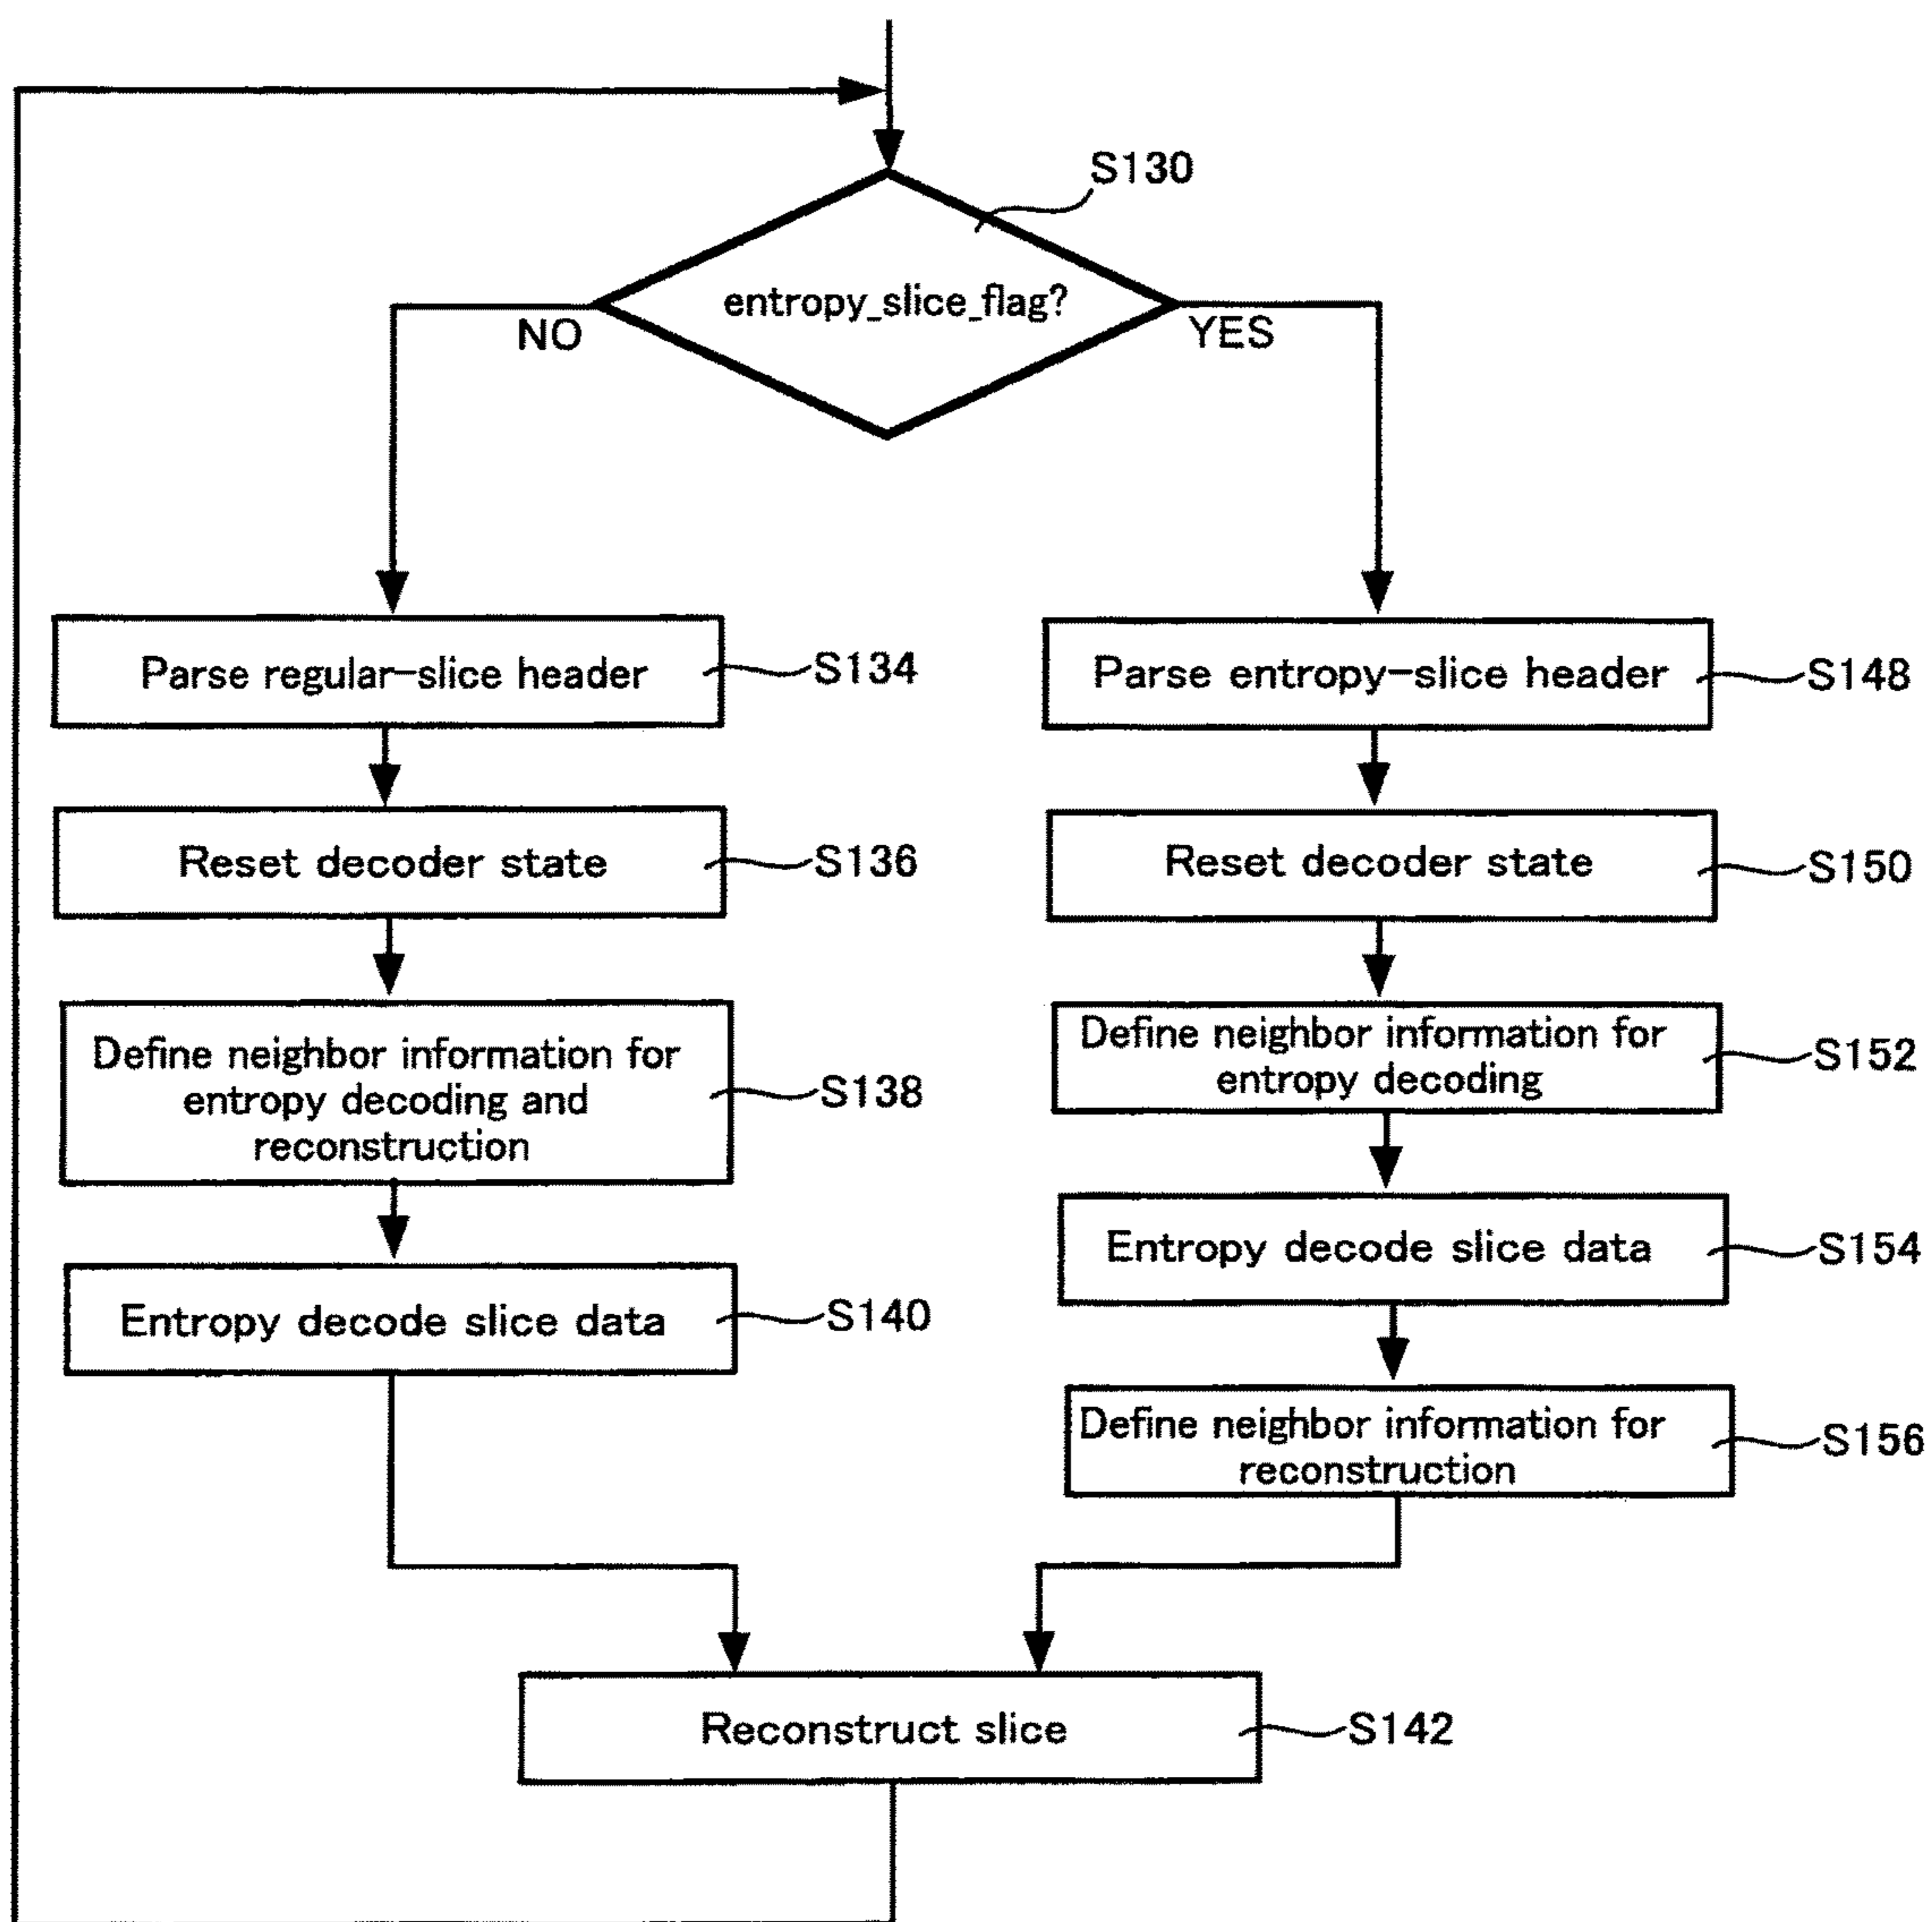 S130
entropy_slice_flag?
NO
YES
Parse regular-slice header
S134
Reset decoder state
S136
Define neighbor information for
entropy decoding and
reconstruction
S138
Entropy decode slice data
S140
Parse entropy-slice header
S148
Reset decoder state
S150
Define neighbor information for
entropy decoding
S152
Entropy decode slice data
S154
Define neighbor information for
reconstruction
S156
Reconstruct slice
S142